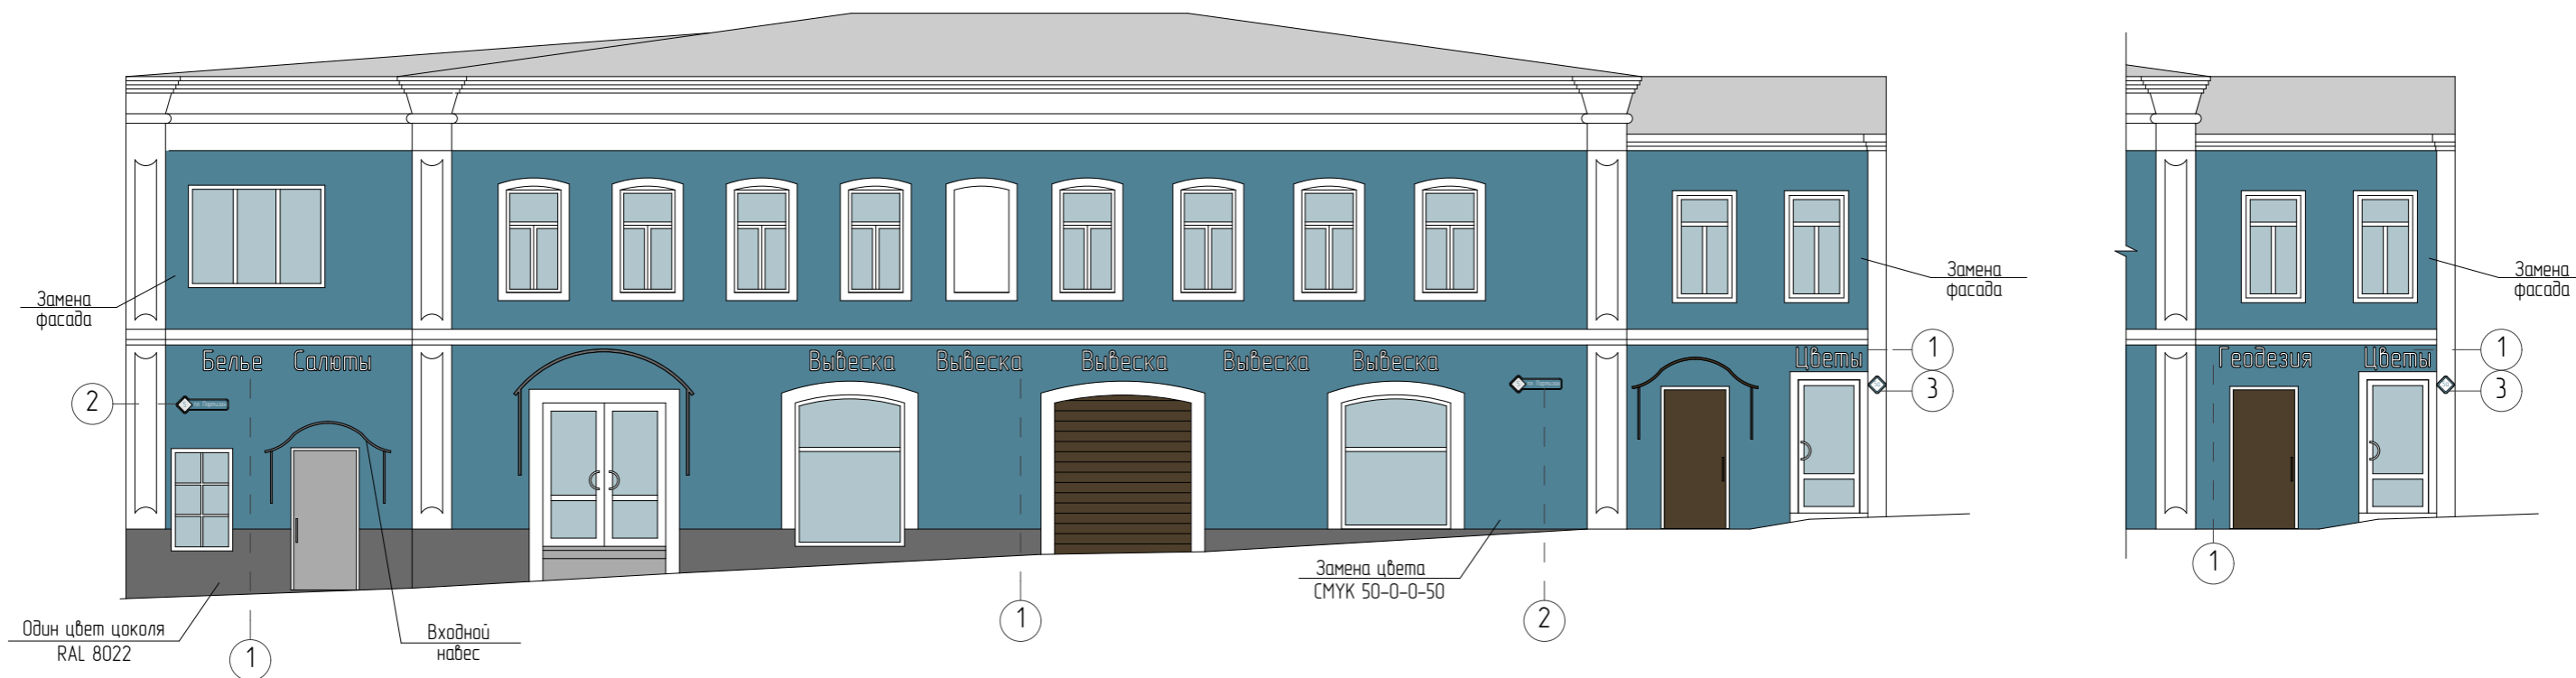 Замена
фасада
Замена
фасада
Замена
фасада
Белье Салюты Вывеска Вывеска Вывеска Вывеска Вывеска Цветы 1
Геодезия Цветы 1
2
3
3
Замена цвета
CMYK 50-0-0-50
1
Один цвет цоколя
RAL 8022
Входной
навес
1
1
2